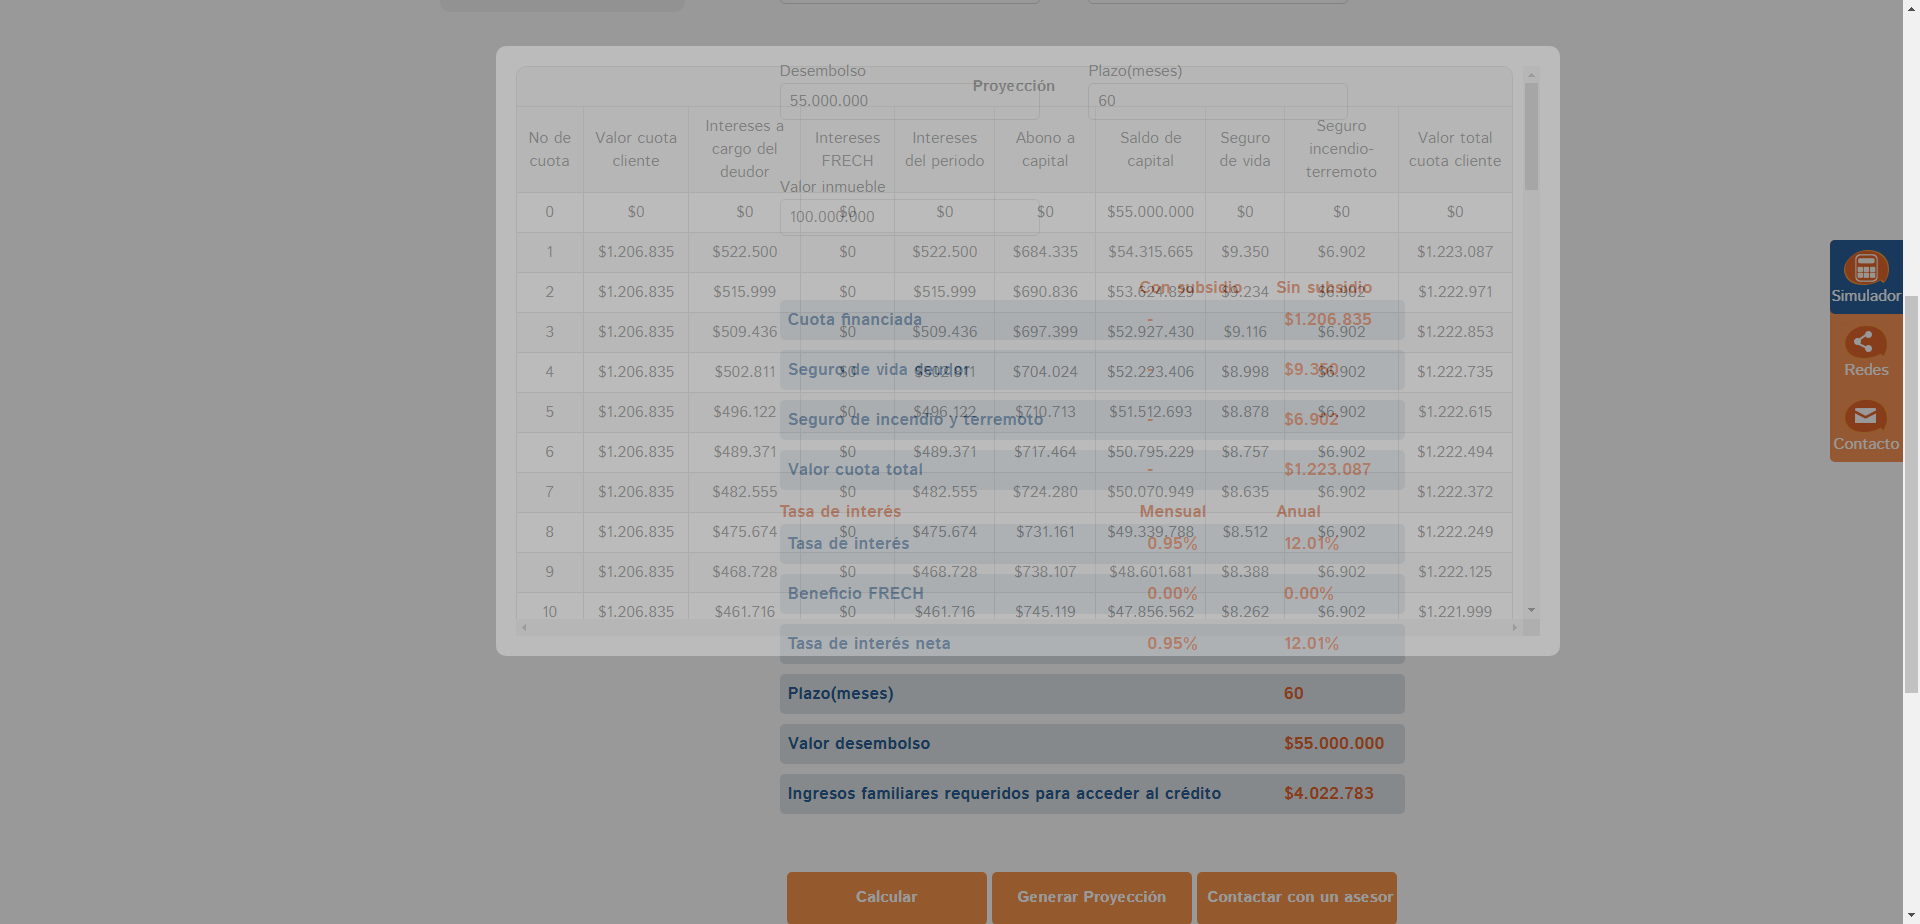 Desembolso
Plazo(meses)
Proyección
55.000.000
60
No de cuota
Valor cuota cliente
Intereses a cargo del deudor
Intereses FRECH
Intereses del periodo
Abono a capital
Saldo de capital
Seguro de vida
Seguro incendio-terremoto
Valor total cuota cliente
Valor inmueble
100.000.000
0 $0 $0 $0 $0 $0 $55.000.000 $0 $0 $0
1 $1.206.835 $522.500 $0 $522.500 $684.335 $54.315.665 $9.350 $6.902 $1.223.087
Con subsidio
Sin subsidio
2 $1.206.835 $515.999 $0 $515.999 $690.836 $53.624.829 $9.234 $6.902 $1.222.971
Cuota financiada - $1.206.835
3 $1.206.835 $509.436 $0 $509.436 $697.399 $52.927.430 $9.116 $6.902 $1.222.853
Seguro de vida deudor - $9.350
4 $1.206.835 $502.811 $0 $502.811 $704.024 $52.223.406 $8.998 $6.902 $1.222.735
5 $1.206.835 $496.122 $0 $496.122 $710.713 $51.512.693 $8.878 $6.902 $1.222.615
Seguro de incendio y terremoto - $6.902
6 $1.206.835 $489.371 $0 $489.371 $717.464 $50.795.229 $8.757 $6.902 $1.222.494
Valor cuota total - $1.223.087
7 $1.206.835 $482.555 $0 $482.555 $724.280 $50.070.949 $8.635 $6.902 $1.222.372
Tasa de interés Mensual Anual
8 $1.206.835 $475.674 $0 $475.674 $731.161 $49.339.788 $8.512 $6.902 $1.222.249
Tasa de interés 0.95% 12.01%
9 $1.206.835 $468.728 $0 $468.728 $738.107 $48.601.681 $8.388 $6.902 $1.222.125
Beneficio FRECH 0.00% 0.00%
10 $1.206.835 $461.716 $0 $461.716 $745.119 $47.856.562 $8.262 $6.902 $1.221.999
Tasa de interés neta 0.95% 12.01%
Plazo(meses) 60
Valor desembolso $55.000.000
Ingresos familiares requeridos para acceder al crédito $4.022.783
Calcular
Generar Proyección
Contactar con un asesor
Simulador
Redes
Contacto